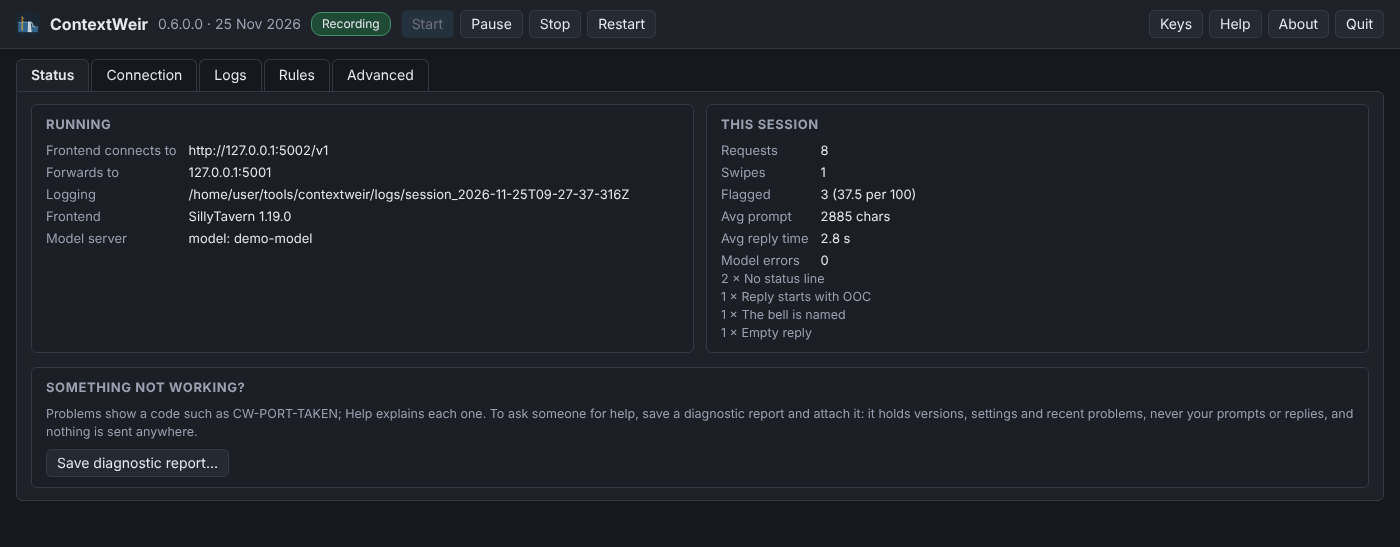 ContextWeir 0.6.0.0 · 25 Nov 2026 Recording Start Pause Stop Restart Keys Help About Quit
Status Connection Logs Rules Advanced
RUNNING
Frontend connects to http://127.0.0.1:5002/v1
Forwards to 127.0.0.1:5001
Logging /home/user/tools/contextweir/logs/session_2026-11-25T09-27-37-316Z
Frontend SillyTavern 1.19.0
Model server model: demo-model
THIS SESSION
Requests 8
Swipes 1
Flagged 3 (37.5 per 100)
Avg prompt 2885 chars
Avg reply time 2.8 s
Model errors 0
2 × No status line
1 × Reply starts with OOC
1 × The bell is named
1 × Empty reply
SOMETHING NOT WORKING?
Problems show a code such as CW-PORT-TAKEN; Help explains each one. To ask someone for help, save a diagnostic report and attach it: it holds versions, settings and recent problems, never your prompts or replies, and
nothing is sent anywhere.
Save diagnostic report...